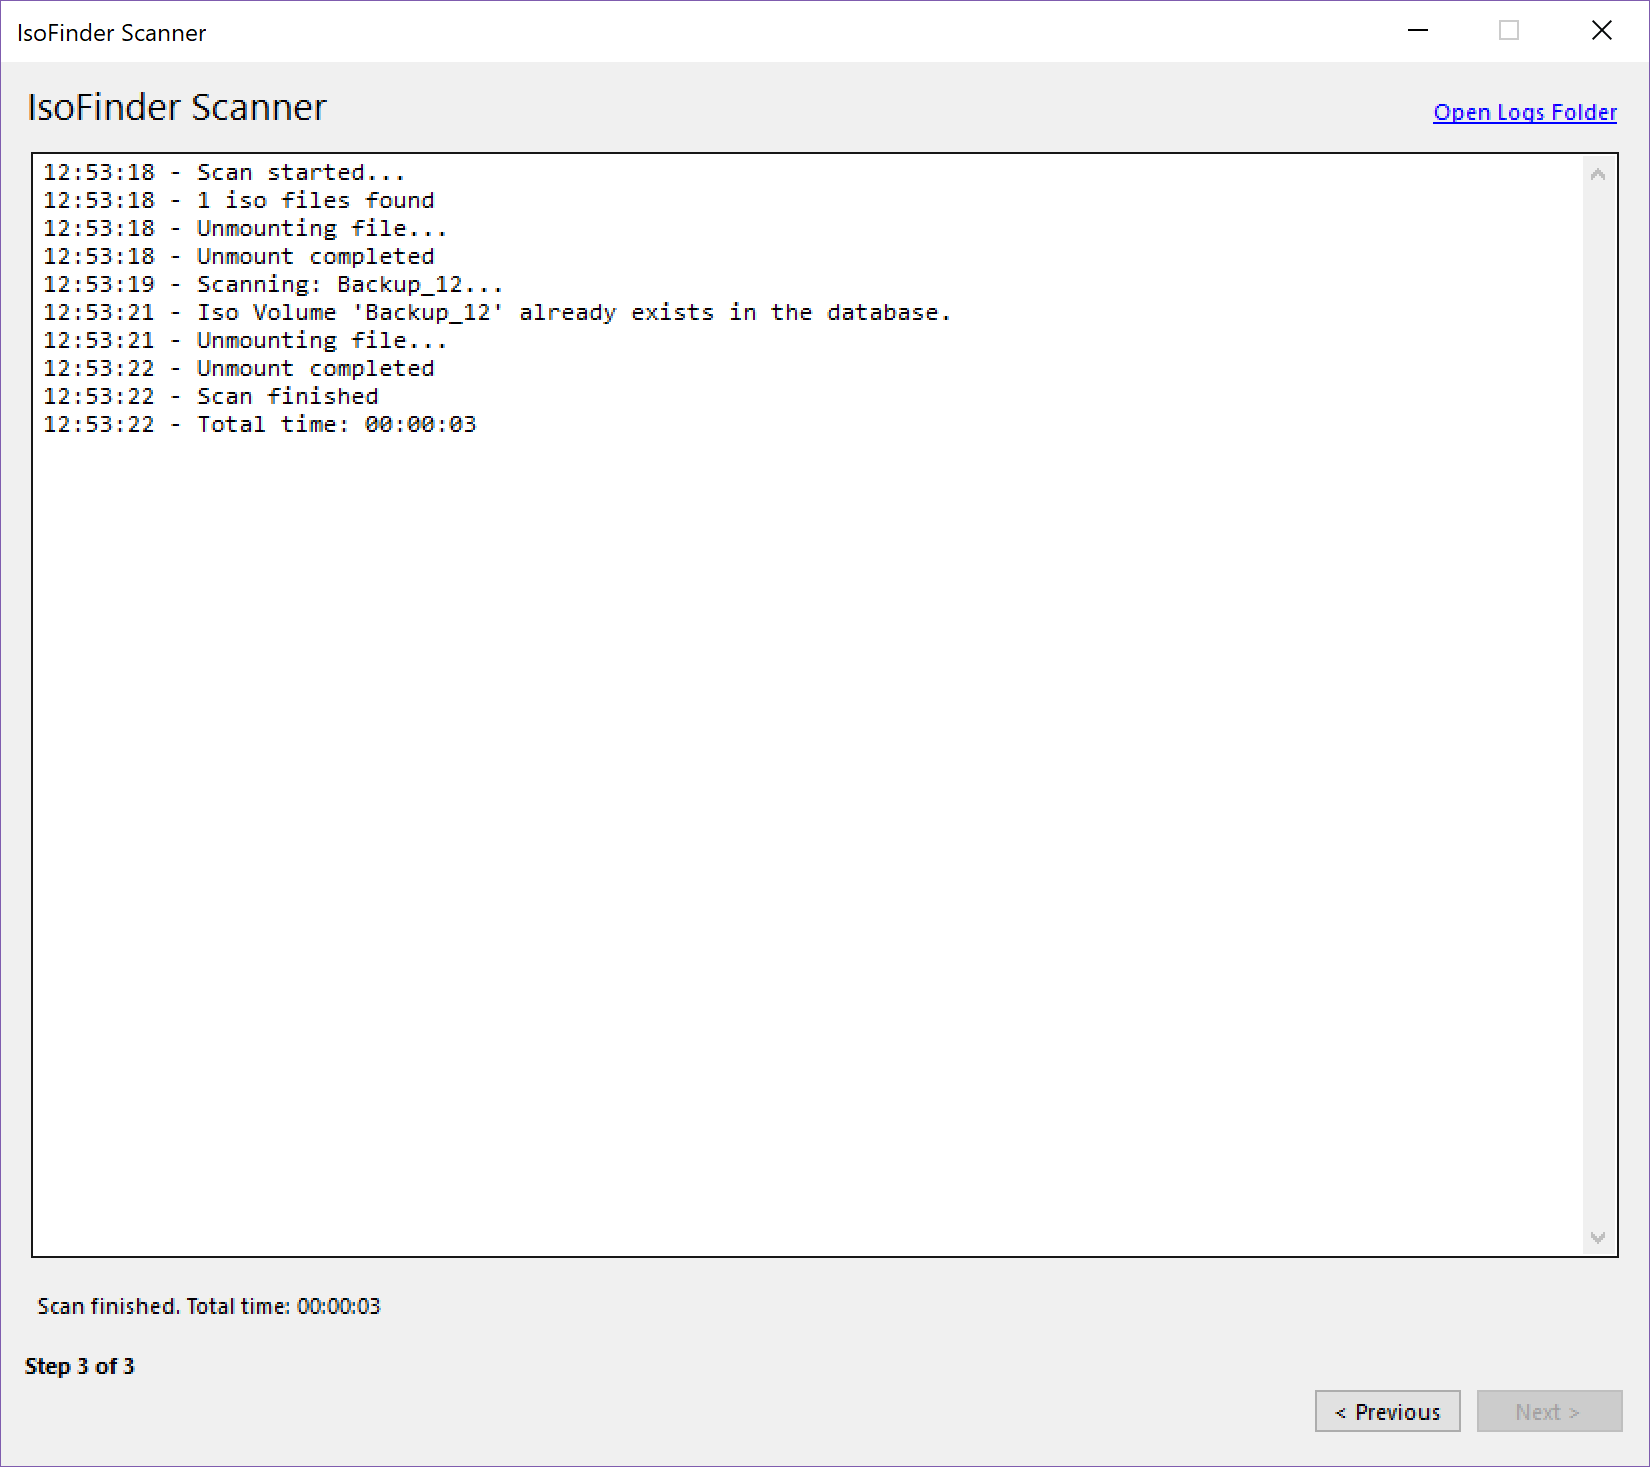 IsoFinder Scanner
IsoFinder Scanner
Open Logs Folder
12:53:18 - Scan started...
12:53:18 - 1 iso files found
12:53:18 - Unmounting file...
12:53:18 - Unmount completed
12:53:19 - Scanning: Backup_12...
12:53:21 - Iso Volume 'Backup_12' already exists in the database.
12:53:21 - Unmounting file...
12:53:22 - Unmount completed
12:53:22 - Scan finished
12:53:22 - Total time: 00:00:03
Scan finished. Total time: 00:00:03
Step 3 of 3
< Previous
Next >